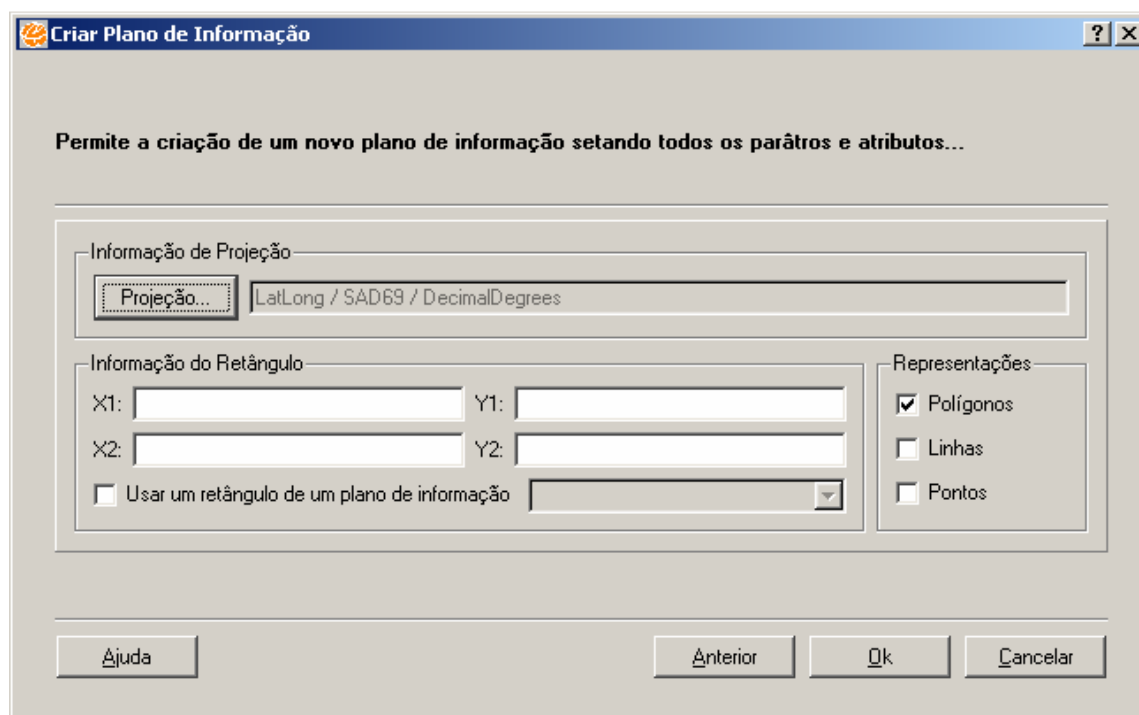 Criar Plano de Informação
Permite a criação de um novo plano de informação setando todos os parâtros e atributos...
Informação de Projeção
Projeção... LatLong / SAD69 / DecimalDegrees
Informação do Retângulo Representações
X1: Y1: Polígonos
X2: Y2: Linhas
Usar um retângulo de um plano de informação Pontos
Ajuda Anterior Ok Cancelar